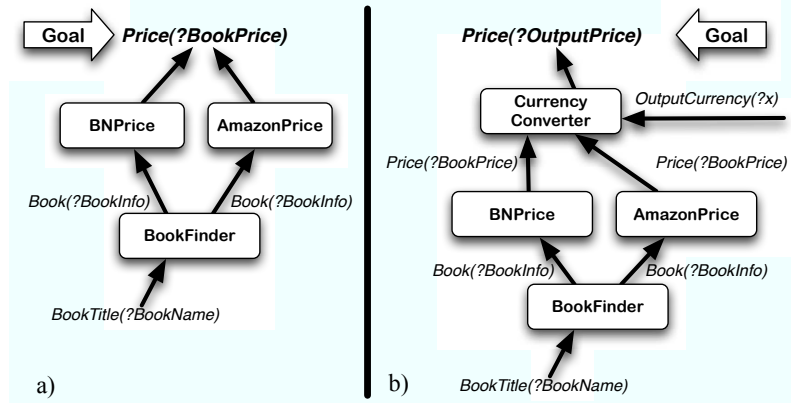 Goal
Price(?BookPrice)
BNPrice
AmazonPrice
Book(?BookInfo)
Book(?BookInfo)
BookFinder
BookTitle(?BookName)
a)
Price(?OutputPrice)
Goal
Currency
Converter
OutputCurrency(?x)
Price(?BookPrice)
Price(?BookPrice)
BNPrice
AmazonPrice
Book(?BookInfo)
Book(?BookInfo)
BookFinder
BookTitle(?BookName)
b)